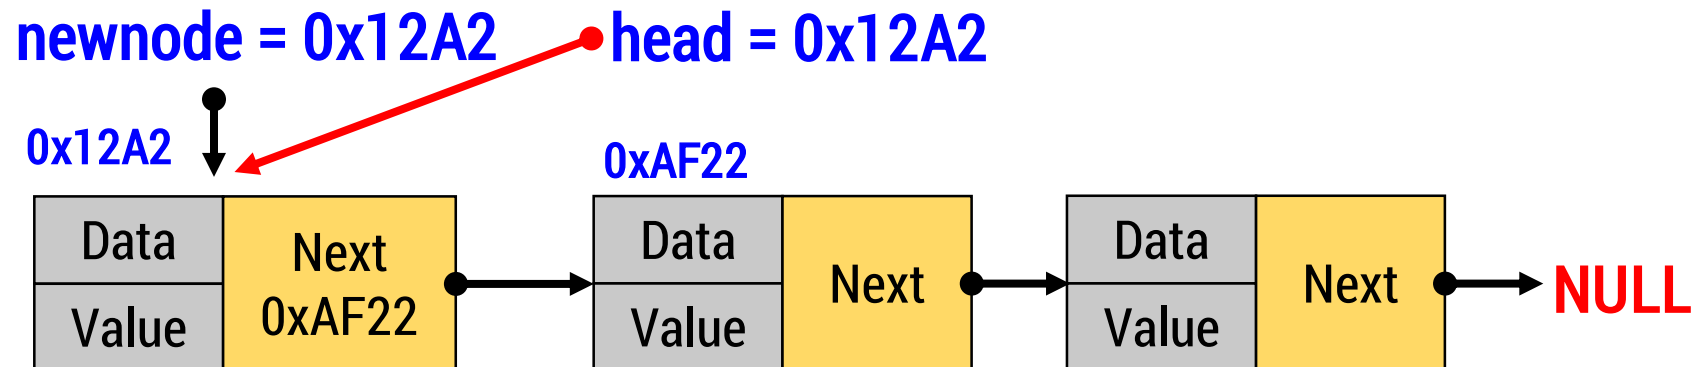 newnode = 0x12A2 head = 0x12A2
0x12A2 0xAF22
Data Next Data Next Data Next NULL
Value 0xAF22 Value Value